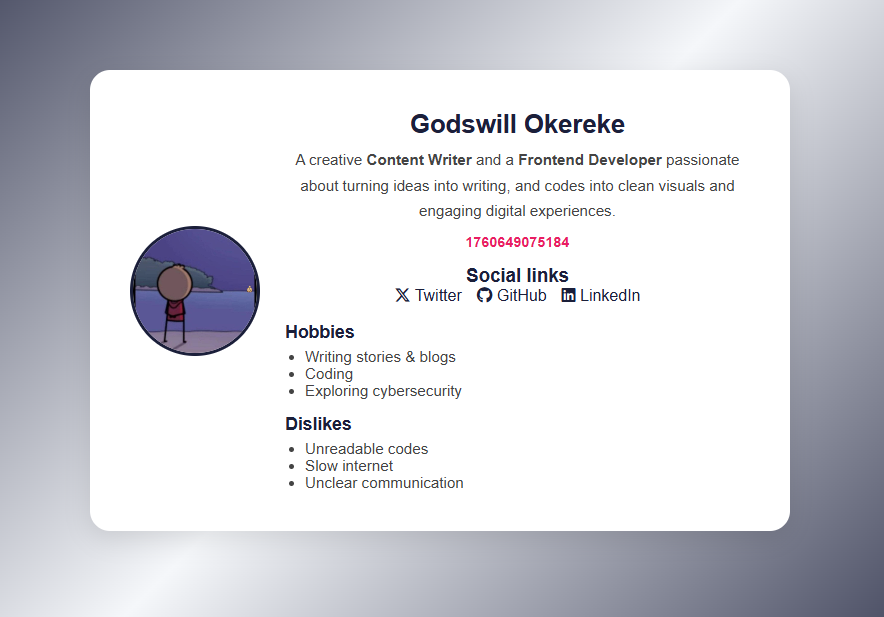 Godswill Okereke
A creative Content Writer and a Frontend Developer passionate
about turning ideas into writing, and codes into clean visuals and
engaging digital experiences.
1760649075184
Social links
Twitter GitHub LinkedIn
Hobbies
Writing stories & blogs
Coding
Exploring cybersecurity
Dislikes
Unreadable codes
Slow internet
Unclear communication